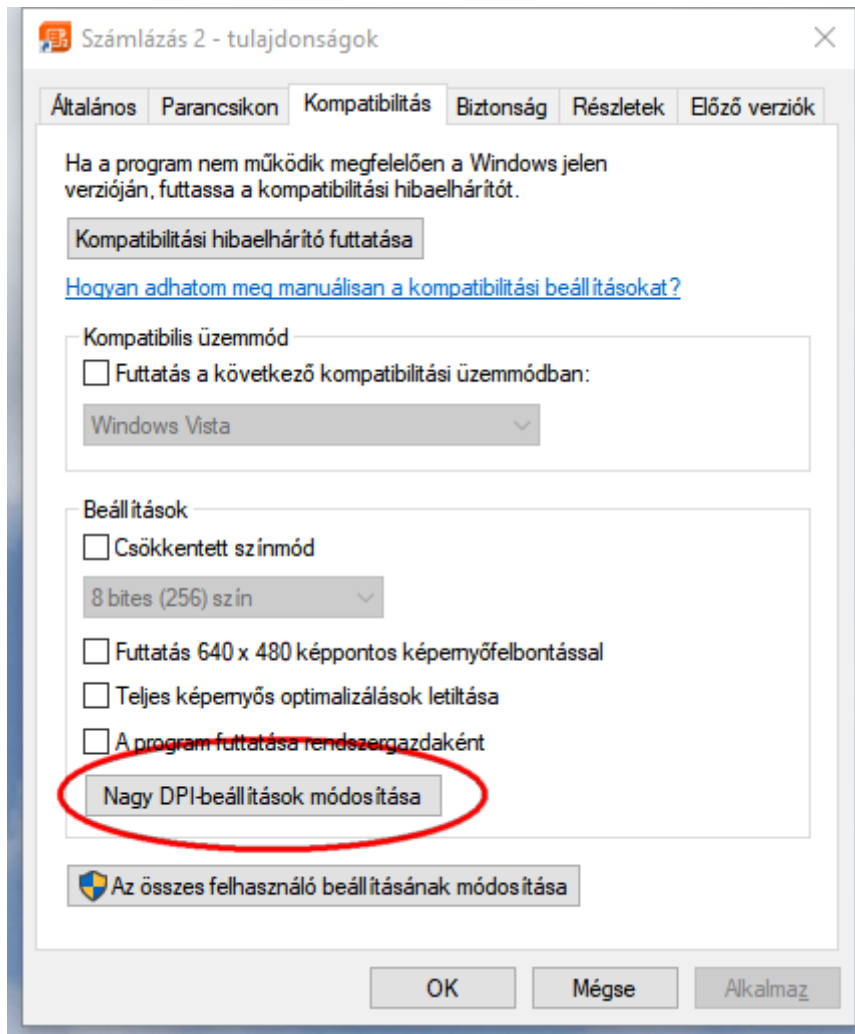 Számlázás 2 - tulajdonságok
Általános Parancsikon Kompatibilitás Biztonság Részletek Előző verziók
Ha a program nem működik megfelelően a Windows jelen
verzióján, futtassa a kompatibilitási hibaelhárítót.
Kompatibilitási hibaelhárító futtatása
Hogyan adhatom meg manuálisan a kompatibilitási beállításokat?
Kompatibilis üzemmód
Futtatás a következő kompatibilitási üzemmódban:
Windows Vista
Beállítások
Csökkentett színmód
8 bites (256) szín
Futtatás 640 x 480 képpontos képernyőfelbontással
Teljes képernyős optimalizálások letiltása
A program futtatása rendszergazdaként
Nagy DPI-beállítások módosítása
Az összes felhasználó beállításának módosítása
OK Mégse Alkalmaz